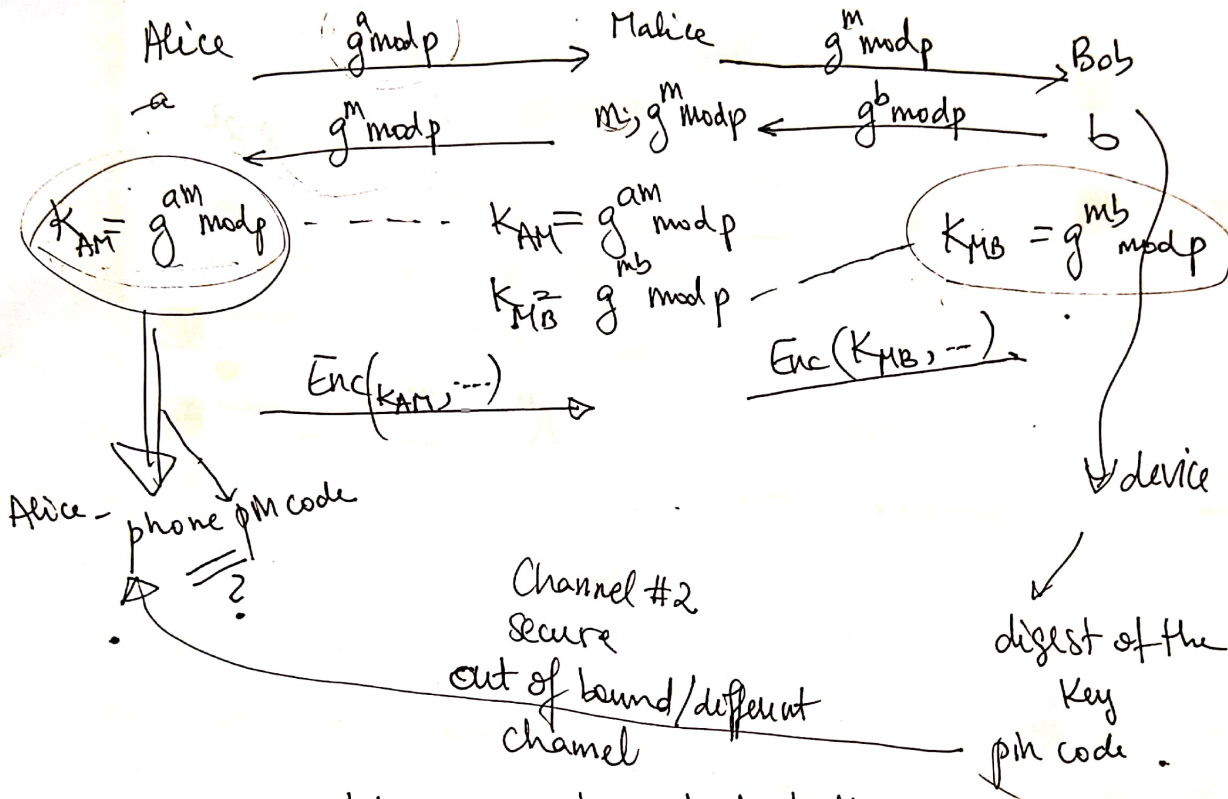 Alice (g^a mod p) Malice g^m mod p Bob
a g^m mod p m; g^m mod p g^b mod p b
K_AM = g^am mod p K_AM = g^am mod p K_MB = g^mb mod p
K_MB = g^mb mod p
Enc(K_AM, ....) Enc(K_MB, --)
device
Alice - phone pin code
?
Channel #2
secure
out of bound/different
channel
digest of the
key
pin code.